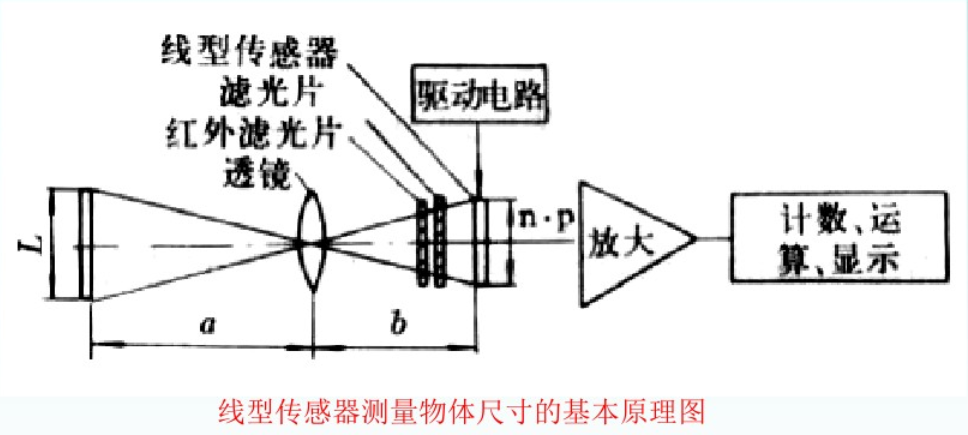 线型传感器
滤光片
红外滤光片
透镜
驱动电路
L
n·p
放大
计数、运
算、显示
a
b
线型传感器测量物体尺寸的基本原理图